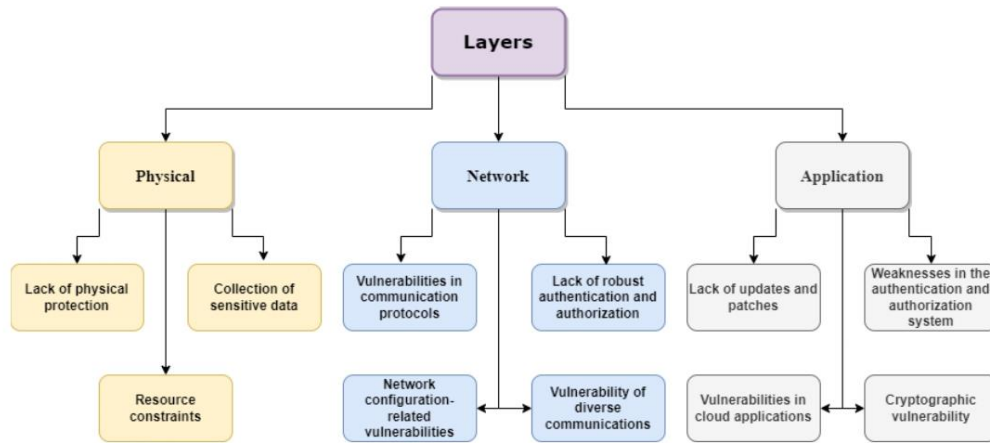 Layers
Physical
Network
Application
Lack of physical
protection
Collection of
sensitive data
Vulnerabilities in
communication
protocols
Lack of robust
authentication and
authorization
Lack of updates and
patches
Weaknesses in the
authentication and
authorization
system
Resource
constraints
Network
configuration-
related
vulnerabilities
Vulnerability of
diverse
communications
Vulnerabilities in
cloud applications
Cryptographic
vulnerability